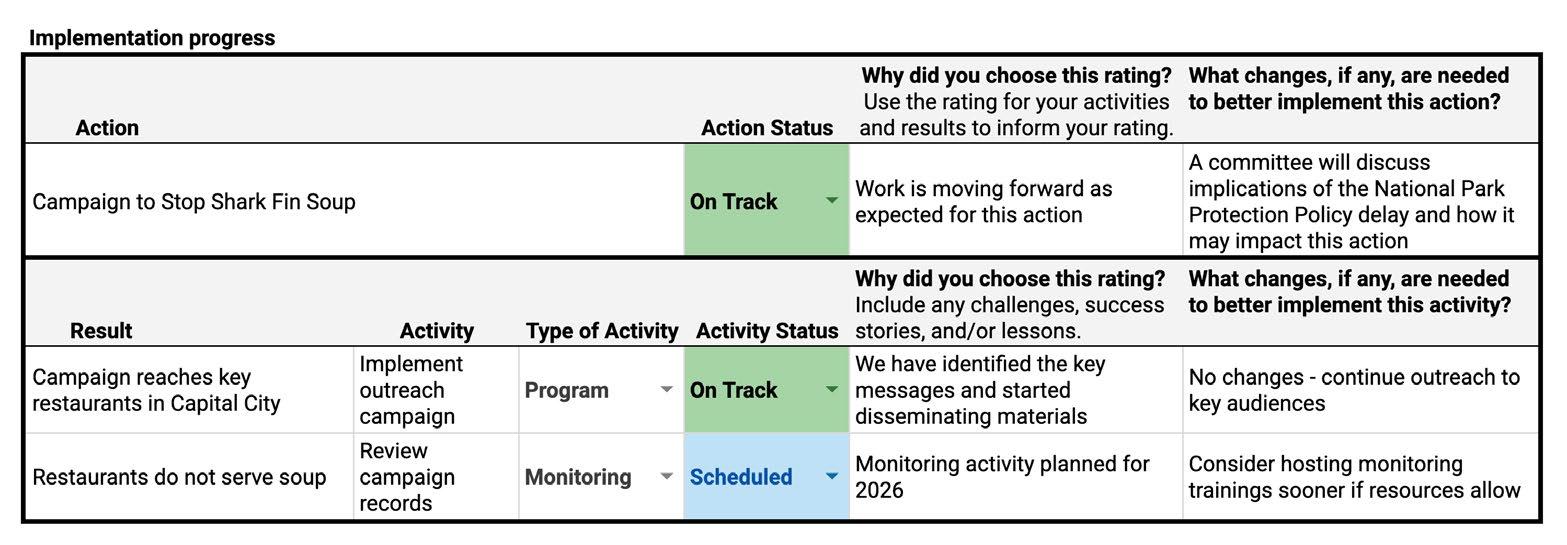 Implementation progress
Action
Action Status
Why did you choose this rating?
Use the rating for your activities
and results to inform your rating.
What changes, if any, are needed
to better implement this action?
Campaign to Stop Shark Fin Soup
On Track
Work is moving forward as
expected for this action
A committee will discuss
implications of the National Park
Protection Policy delay and how it
may impact this action
Result
Activity
Type of Activity
Activity Status
Why did you choose this rating?
Include any challenges, success
stories, and/or lessons.
What changes, if any, are needed
to better implement this activity?
Campaign reaches key
restaurants in Capital City
Implement
outreach
campaign
Program
On Track
We have identified the key
messages and started
disseminating materials
No changes - continue outreach to
key audiences
Restaurants do not serve soup
Review
campaign
records
Monitoring
Scheduled
Monitoring activity planned for
2026
Consider hosting monitoring
trainings sooner if resources allow